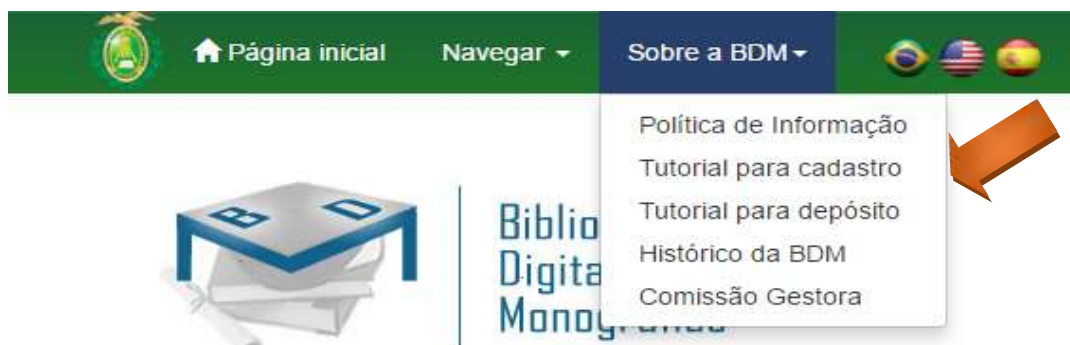 Página inicial Navegar Sobre a BDM
Política de Informação
Tutorial para cadastro
Tutorial para depósito
Histórico da BDM
Comissão Gestora
B D
Biblio
Digita